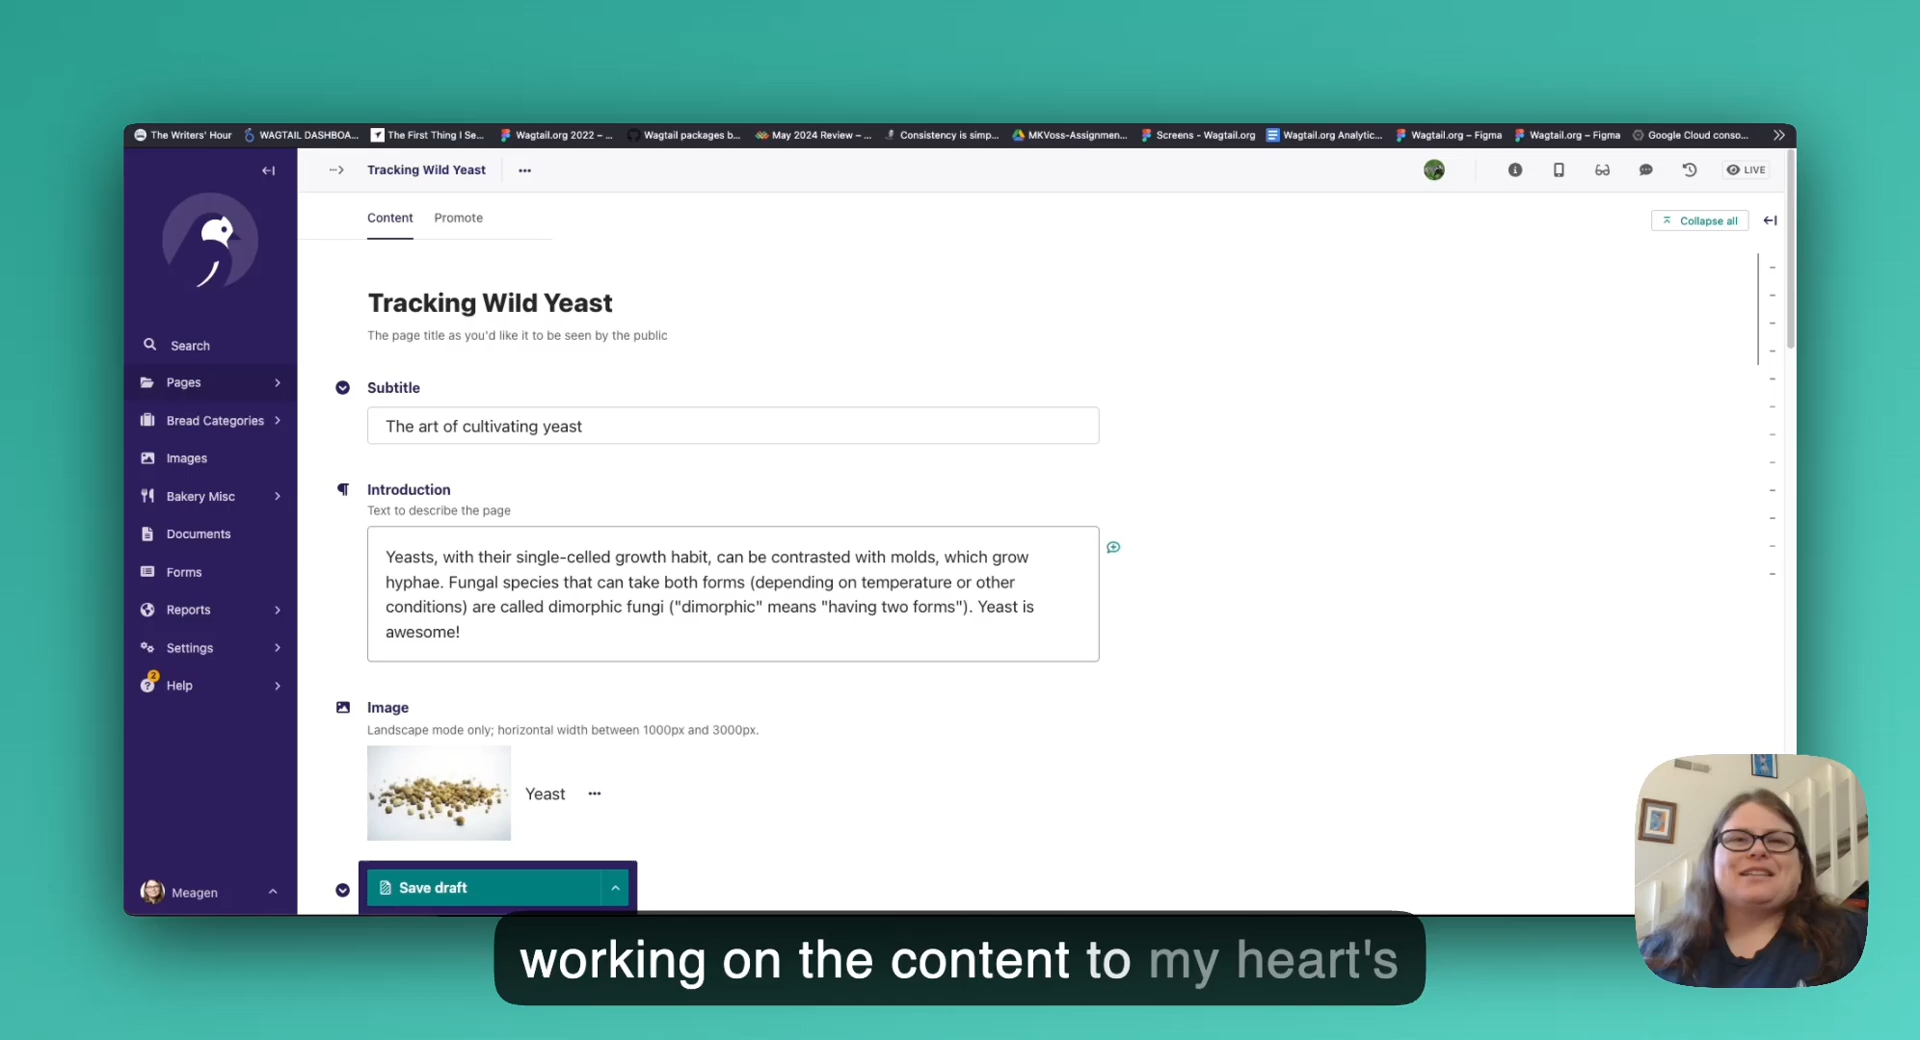 The Writers' Hour
WAGTAIL DASHBOA...
The First Thing I Se...
Wagtail.org 2022 – ...
Wagtail packages b...
May 2024 Review – ...
Consistency is simp...
MKVoss-Assignmen...
Screens - Wagtail.org
Wagtail.org Analytic...
Wagtail.org – Figma
Wagtail.org – Figma
Google Cloud conso...
Tracking Wild Yeast
LIVE
Content
Promote
Collapse all
Search
Pages
Bread Categories
Images
Bakery Misc
Documents
Forms
Reports
Settings
2
Help
Meagen
Tracking Wild Yeast
The page title as you'd like it to be seen by the public
Subtitle
The art of cultivating yeast
Introduction
Text to describe the page
Yeasts, with their single-celled growth habit, can be contrasted with molds, which grow
hyphae. Fungal species that can take both forms (depending on temperature or other
conditions) are called dimorphic fungi ("dimorphic" means "having two forms"). Yeast is
awesome!
Image
Landscape mode only; horizontal width between 1000px and 3000px.
Yeast
Save draft
working on the content to my heart's